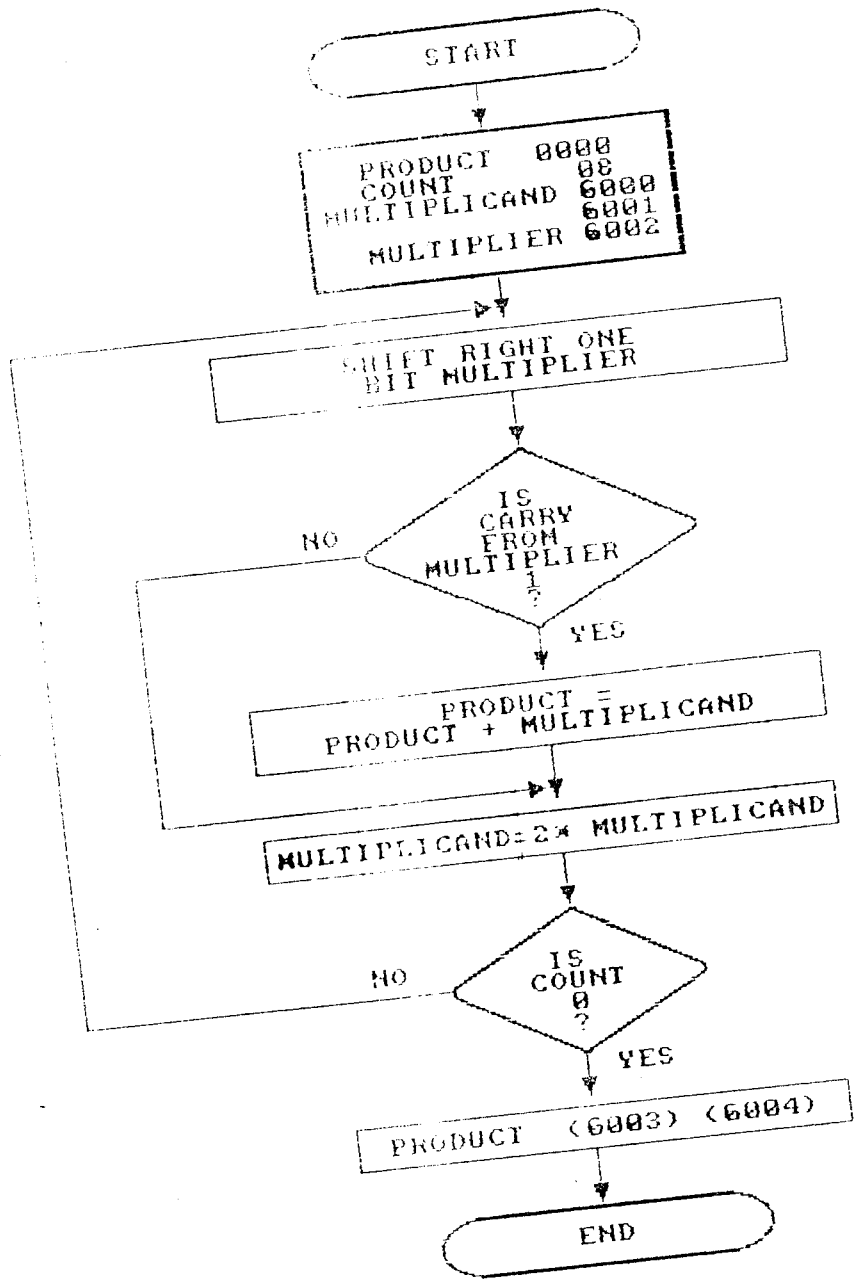 START
PRODUCT 0000
COUNT 08
MULTIPLICAND 6000
6001
MULTIPLIER 6002
SHIFT RIGHT ONE
BIT MULTIPLIER
IS
CARRY
FROM
MULTIPLIER
1
?
NO
YES
PRODUCT =
PRODUCT + MULTIPLICAND
MULTIPLICAND=2* MULTIPLICAND
IS
COUNT
0
?
NO
YES
PRODUCT (6003) (6004)
END